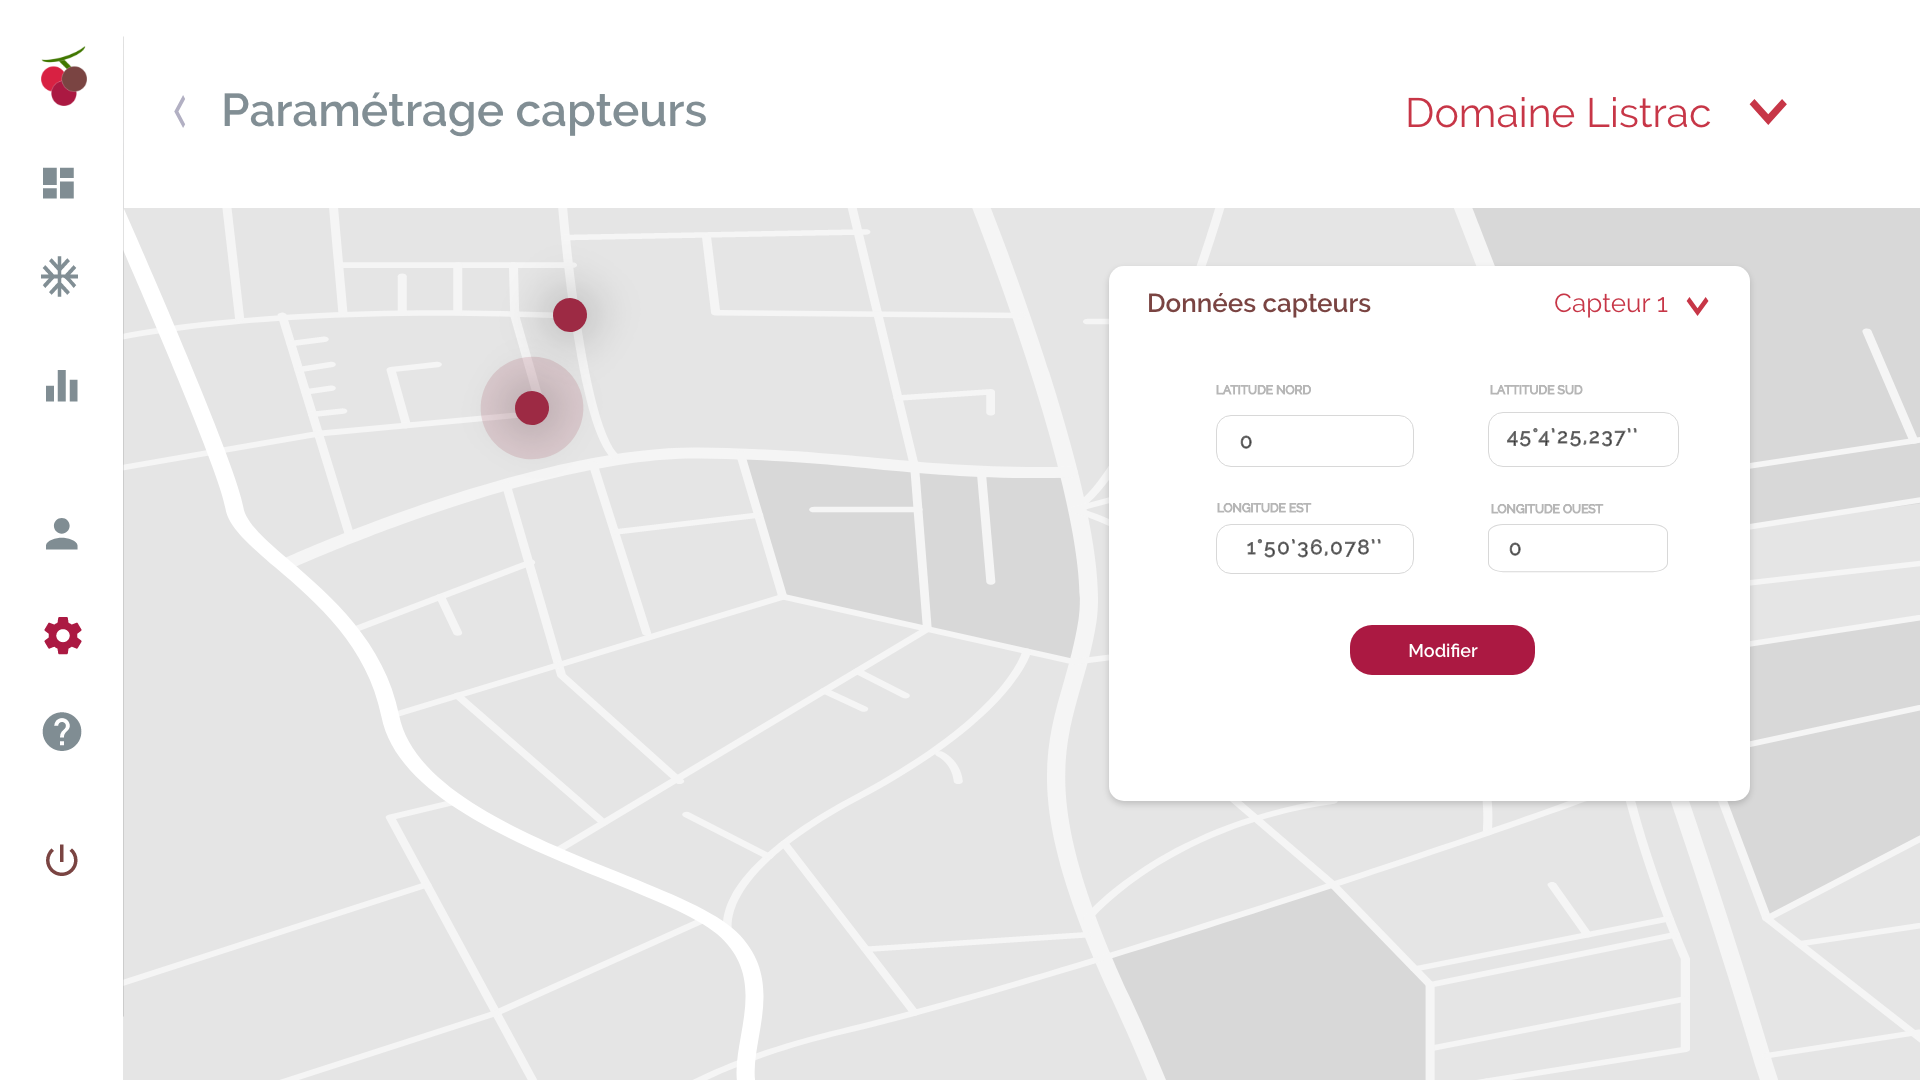 Paramétrage capteurs
Domaine Listrac
Données capteurs
Capteur 1
LATITUDE NORD
LATTITUDE SUD
0
45°4'25,237''
LONGITUDE EST
LONGITUDE OUEST
1°50'36,078''
0
Modifier